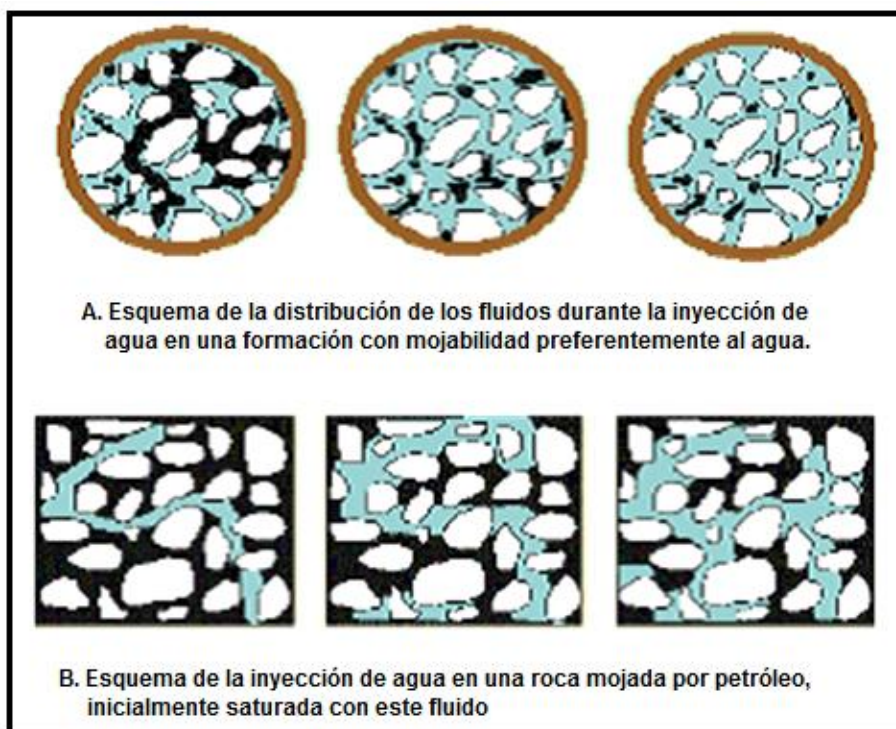 A. Esquema de la distribución de los fluidos durante la inyección de
agua en una formación con mojabilidad preferentemente al agua.
B. Esquema de la inyección de agua en una roca mojada por petróleo,
inicialmente saturada con este fluido